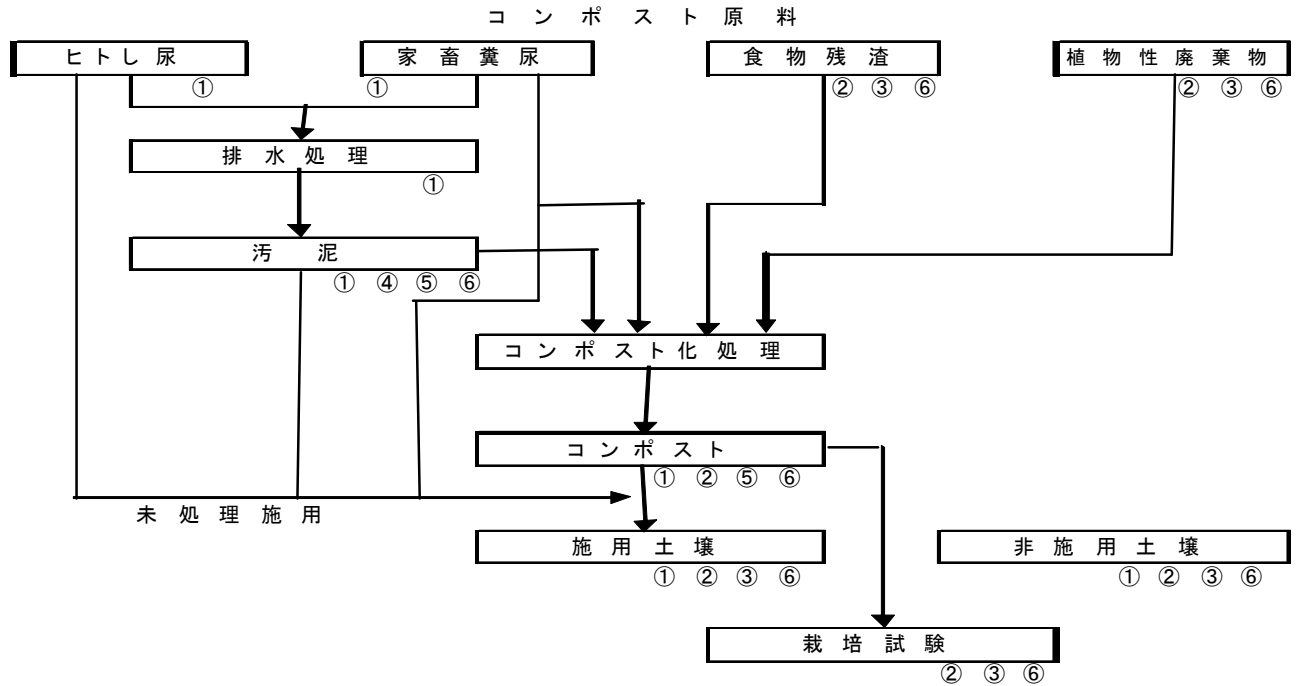 コンポスト原料
ヒトし尿
家畜糞尿
食物残渣
植物性廃棄物
①
①
② ③ ⑥
② ③ ⑥
排水処理
①
汚泥
① ④ ⑤ ⑥
コンポスト化処理
コンポスト
① ② ⑤ ⑥
未処理施用
施用土壌
非施用土壌
① ② ③ ⑥
① ② ③ ⑥
栽培試験
② ③ ⑥